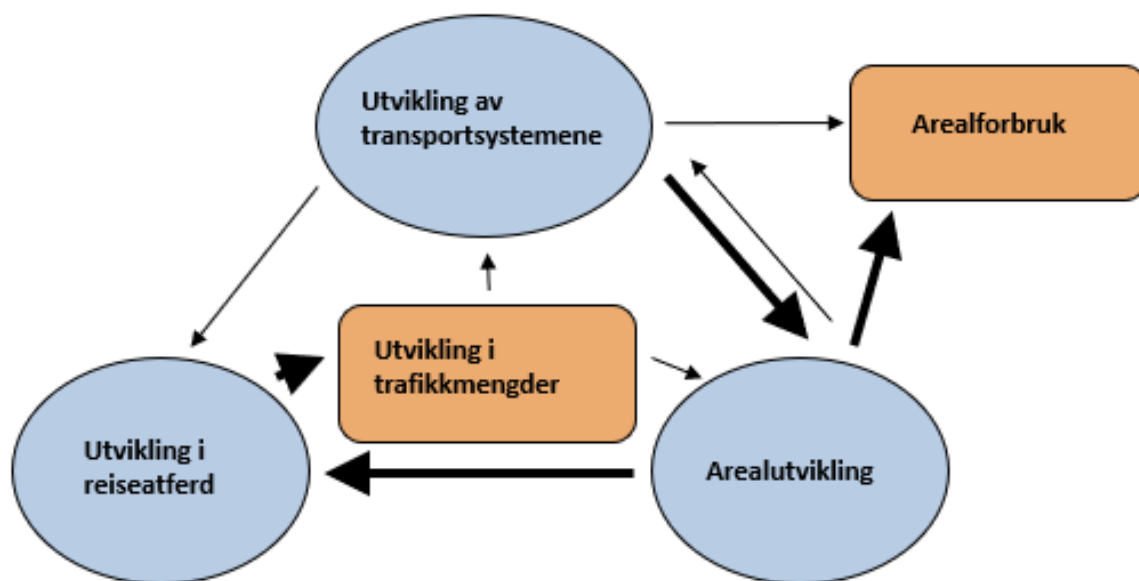 Utvikling av
transportsystemene
Arealforbruk
Utvikling i
trafikkmengder
Utvikling i
reiseatferd
Arealutvikling